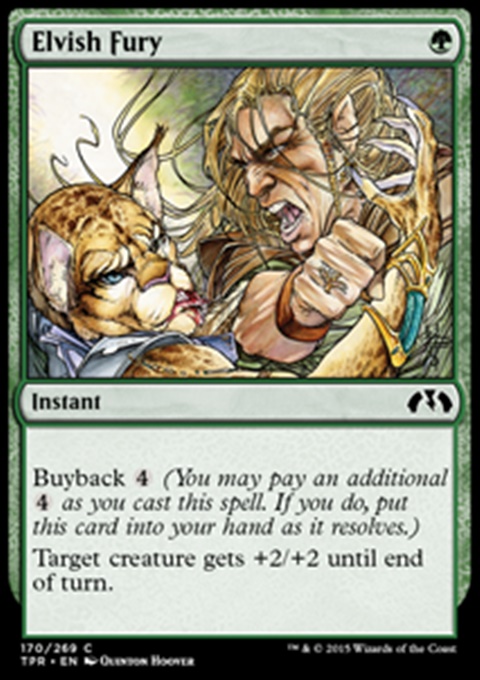 Elvish Fury
Instant
Buyback 4 (You may pay an additional
4 as you cast this spell. If you do, put
this card into your hand as it resolves.)
Target creature gets +2/+2 until end
of turn.
170/269 C
TPR • EN Quinton Hoover
™ & © 2015 Wizards of the Coast